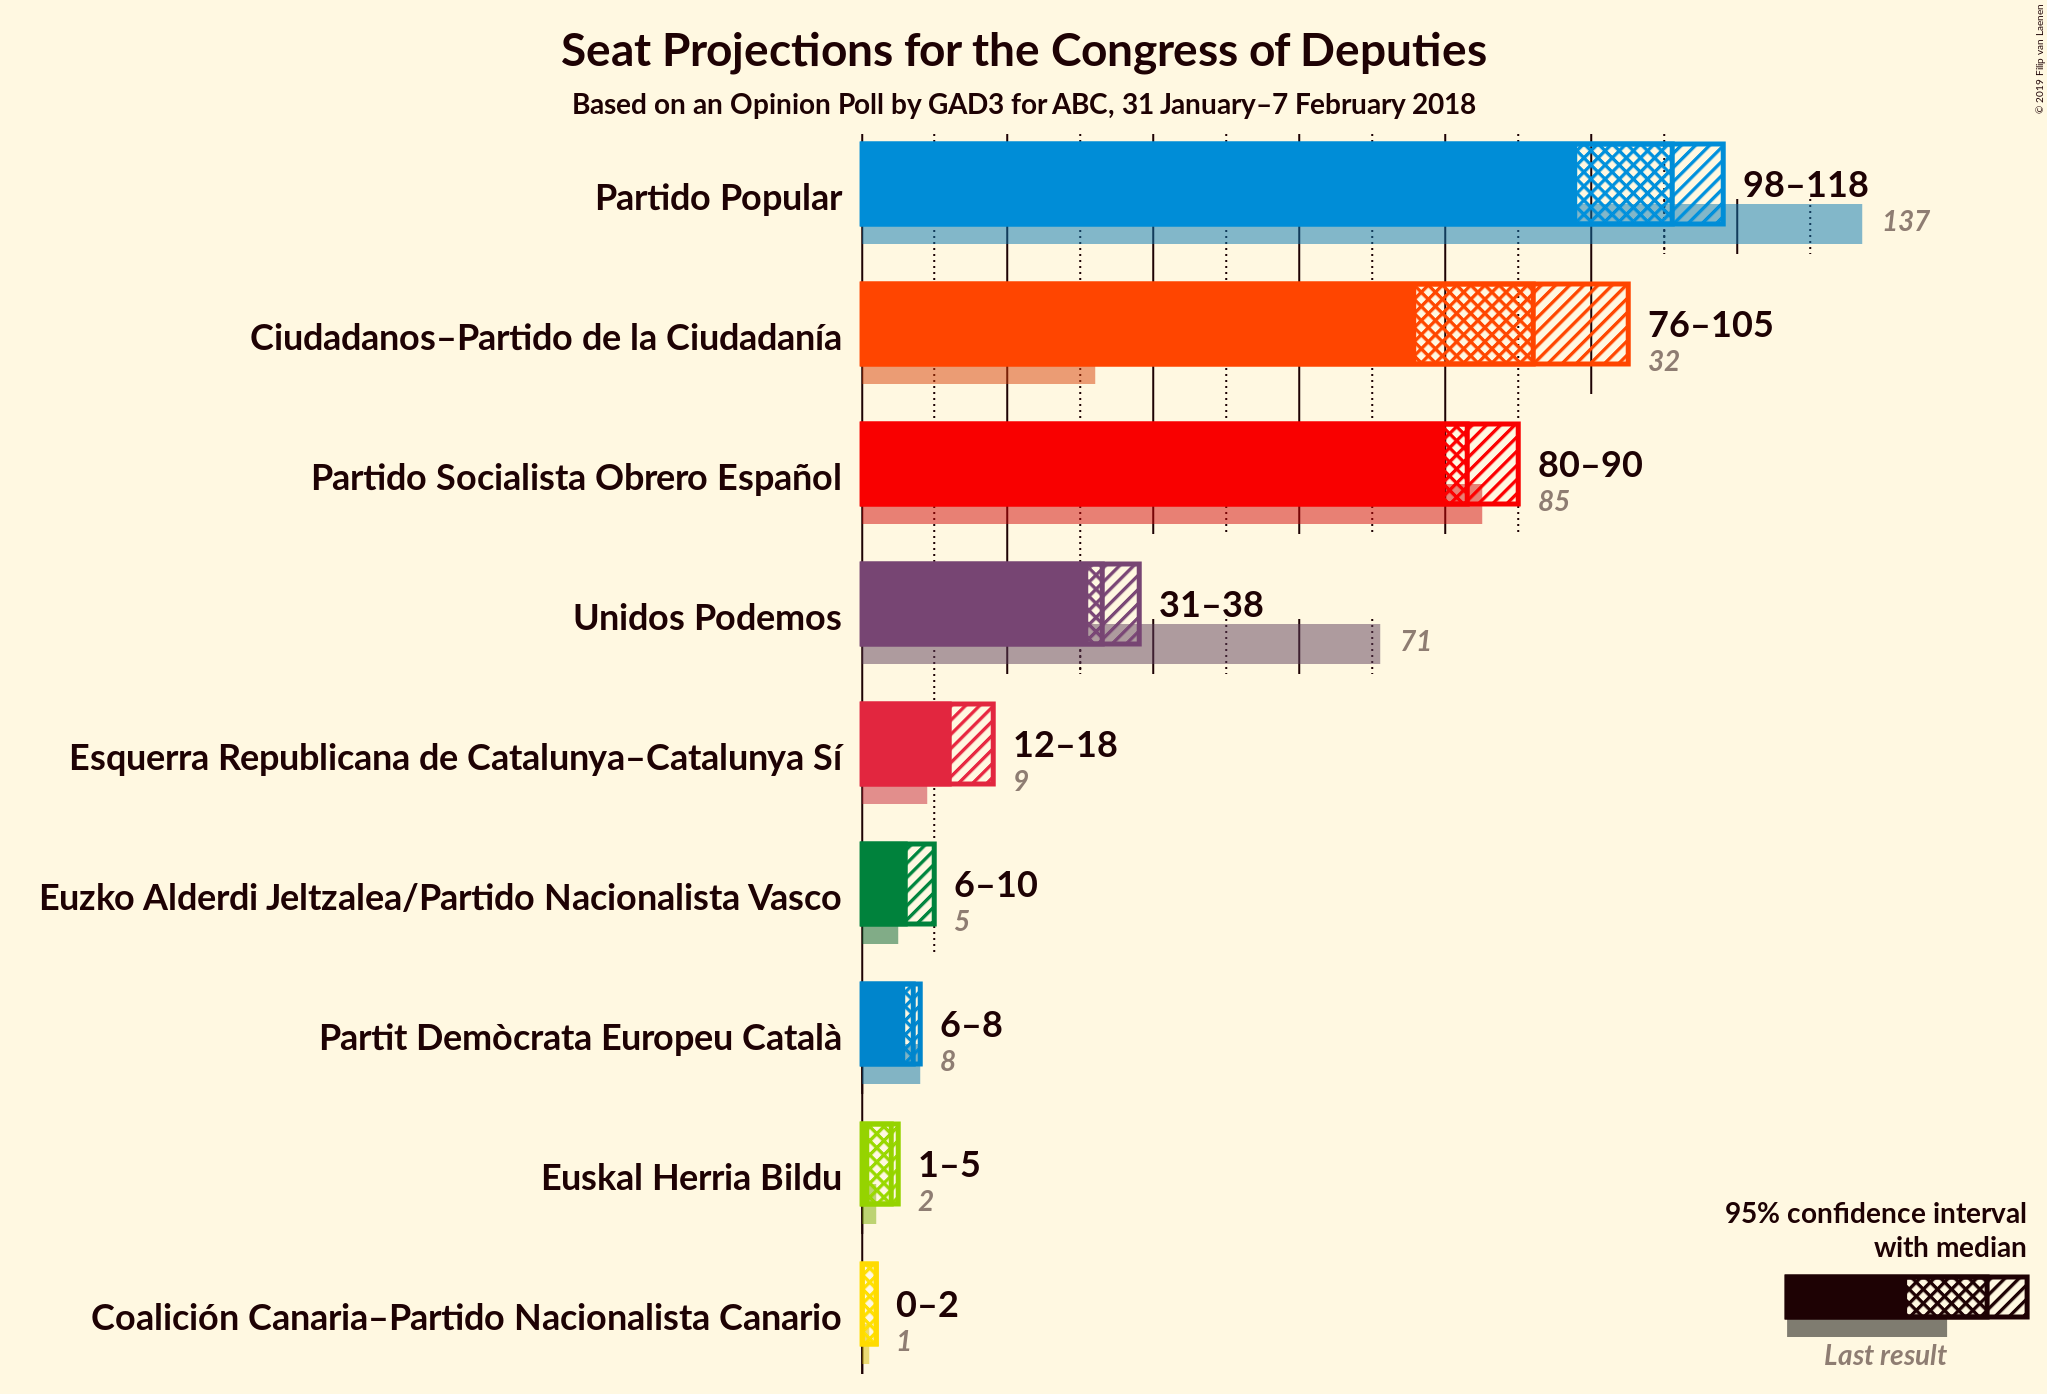 Seat Projections for the Congress of Deputies
Based on an Opinion Poll by GAD3 for ABC, 31 January–7 February 2018
© 2019 Filip van Laenen
Partido Popular
98–118
137
Ciudadanos–Partido de la Ciudadanía
76–105
32
Partido Socialista Obrero Español
80–90
85
Unidos Podemos
31–38
71
Esquerra Republicana de Catalunya–Catalunya Sí
12–18
9
Euzko Alderdi Jeltzalea/Partido Nacionalista Vasco
6–10
5
Partit Demòcrata Europeu Català
6–8
8
Euskal Herria Bildu
1–5
2
Coalición Canaria–Partido Nacionalista Canario
0–2
1
95% confidence interval
with median
Last result